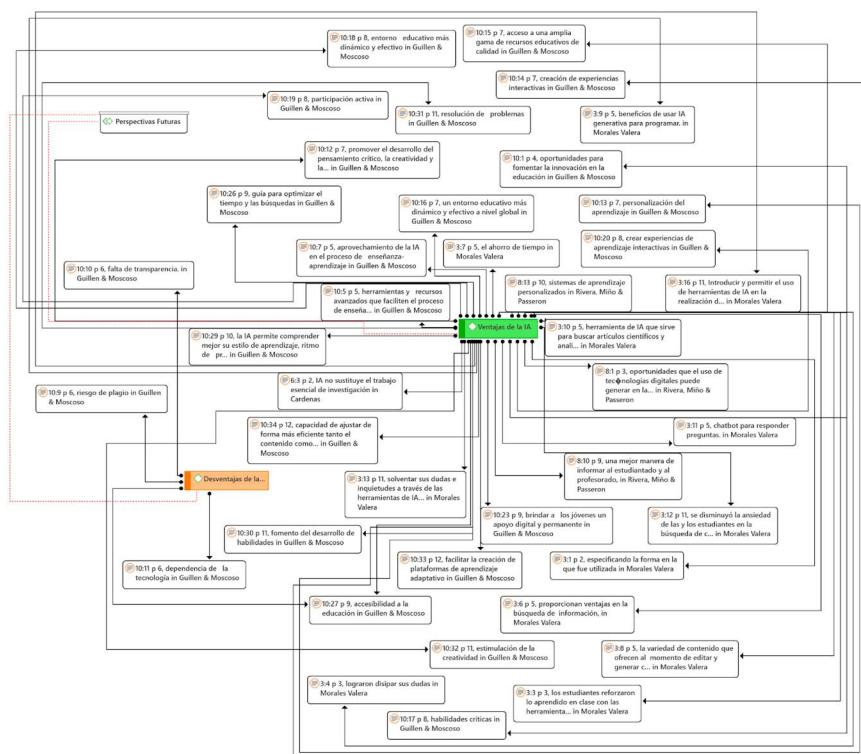 10:18 p 8, entorno educativo más
dinámico y efectivo in Guillen &
Moscoso
10:15 p 7, acceso a una amplia
gama de recursos educativos de
calidad in Guillen & Moscoso
10:14 p 7, creación de experiencias
interactivas in Guillen & Moscoso
10:19 p 8, participación activa in
Guillen & Moscoso
10:31 p 11, resolución de problemas
in Guillen & Moscoso
3:9 p 5, beneficios de usar IA
generativa para programar. in
Morales Valera
Perspectivas Futuras
10:12 p 7, promover el desarrollo del
pensamiento crítico, la creatividad y
la... in Guillen & Moscoso
10:1 p 4, oportunidades para
fomentar la innovación en la
educación in Guillen & Moscoso
10:26 p 9, guía para optimizar el
tiempo y las búsquedas in Guillen &
Moscoso
10:16 p 7, un entorno educativo más
dinámico y efectivo a nivel global in
Guillen & Moscoso
10:13 p 7, personalización del
aprendizaje in Guillen & Moscoso
10:7 p 5, aprovechamiento de la IA
en el proceso de enseñanza-
aprendizaje in Guillen & Moscoso
3:7 p 5, el ahorro de tiempo in
Morales Valera
10:20 p 8, crear experiencias de
aprendizaje interactivas in Guillen &
Moscoso
10:10 p 6, falta de transparencia. in
Guillen & Moscoso
8:13 p 10, sistemas de aprendizaje
personalizados in Rivera, Miño &
Passeron
3:16 p 11, Introducir y permitir el uso
de herramientas de IA en la
realización d... in Morales Valera
10:5 p 5, herramientas y recursos
avanzados que faciliten el proceso
de enseña... in Guillen & Moscoso
Ventajas de la IA
3:10 p 5, herramienta de IA que sirve
para buscar artículos científicos y
anali... in Morales Valera
10:29 p 10, la IA permite comprender
mejor su estilo de aprendizaje, ritmo
de pr... in Guillen & Moscoso
6:3 p 2, IA no sustituye el trabajo
esencial de investigación in
Cardenas
8:1 p 3, oportunidades que el uso de
tec�nologías digitales puede
generar en la... in Rivera, Miño &
Passeron
10:9 p 6, riesgo de plagio in Guillen
& Moscoso
10:34 p 12, capacidad de ajustar de
forma más eficiente tanto el
contenido como... in Guillen &
Moscoso
3:11 p 5, chatbot para responder
preguntas. in Morales Valera
8:10 p 9, una mejor manera de
informar al estudiantado y al
profesorado, in Rivera, Miño &
Passeron
Desventajas de la...
3:13 p 11, solventar sus dudas e
inquietudes a través de las
herramientas de IA... in Morales
Valera
10:23 p 9, brindar a los jóvenes un
apoyo digital y permanente in
Guillen & Moscoso
3:12 p 11, se disminuyó la ansiedad
de las y los estudiantes en la
búsqueda de c... in Morales Valera
10:30 p 11, fomento del desarrollo de
habilidades in Guillen & Moscoso
10:33 p 12, facilitar la creación de
plataformas de aprendizaje
adaptativo in Guillen & Moscoso
3:1 p 2, especificando la forma en la
que fue utilizada in Morales Valera
10:11 p 6, dependencia de la
tecnología in Guillen & Moscoso
10:27 p 9, accesibilidad a la
educación in Guillen & Moscoso
3:6 p 5, proporcionan ventajas en la
búsqueda de información, in
Morales Valera
10:32 p 11, estimulación de la
creatividad in Guillen & Moscoso
3:8 p 5, la variedad de contenido que
ofrecen al momento de editar y
generar c... in Morales Valera
3:4 p 3, lograron disipar sus dudas in
Morales Valera
3:3 p 3, los estudiantes reforzaron
lo aprendido en clase con las
herramienta... in Morales Valera
10:17 p 8, habilidades críticas in
Guillen & Moscoso